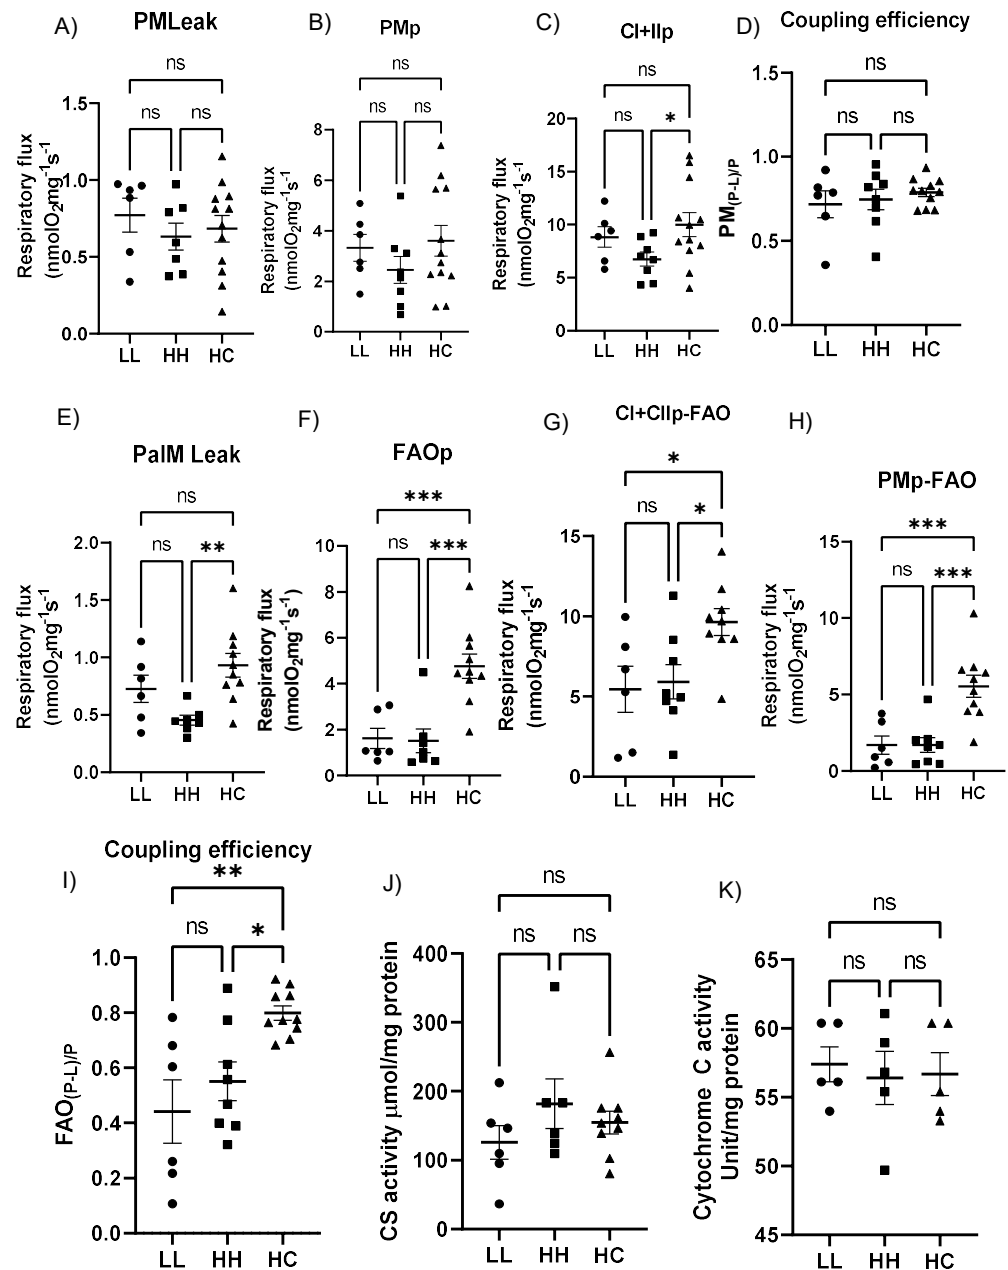 A)
PMLeak
ns
ns
ns
Respiratory flux
(nmolO2mg-1s-1
1.5
1.0
0.5
0.0
LL
HH
HC
B)
PMp
ns
ns
ns
Respiratory flux
(nmolO2mg-1s-1
8
6
4
2
0
LL
HH
HC
C)
CI+IIp
ns
ns
*
Respiratory flux
(nmolO2mg-1s-1
20
15
10
5
0
LL
HH
HC
D)
Coupling efficiency
ns
ns
ns
PM(P-L)/P
1.5
1.0
0.5
0.0
LL
HH
HC
E)
PalM Leak
ns
ns
**
Respiratory flux
(nmolO2mg-1s-1
2.0
1.5
1.0
0.5
0.0
LL
HH
HC
F)
FAOp
***
ns
***
Respiratory flux
(nmolO2mg-1s-1)
10
8
6
4
2
0
LL
HH
HC
G)
CI+CIIp-FAO
*
ns
*
Respiratory flux
(nmolO2mg-1s-1
15
10
5
0
LL
HH
HC
H)
PMp-FAO
***
ns
***
Respiratory flux
(nmolO2mg-1s-1
15
10
5
0
LL
HH
HC
I)
Coupling efficiency
**
ns
*
FAO(P-L)/P
1.0
0.8
0.6
0.4
0.2
0.0
LL
HH
HC
J)
ns
ns
ns
CS activity μmol/mg protein
400
300
200
100
0
LL
HH
HC
K)
ns
ns
ns
Cytochrome C activity
Unit/mg protein
65
60
55
50
45
LL
HH
HC